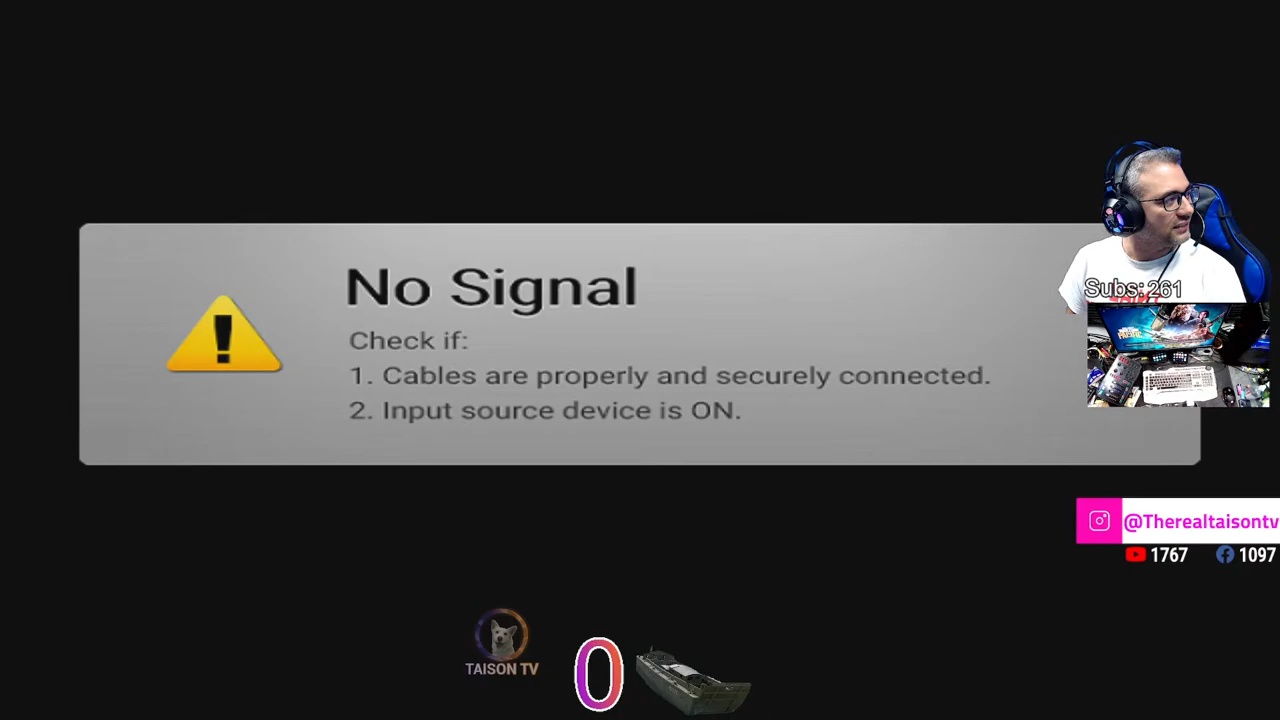 No Signal
Check if:
1. Cables are properly and securely connected.
2. Input source device is ON.
Subs: 261
@Therealtaisontv
1767
1097
TAISON TV
0